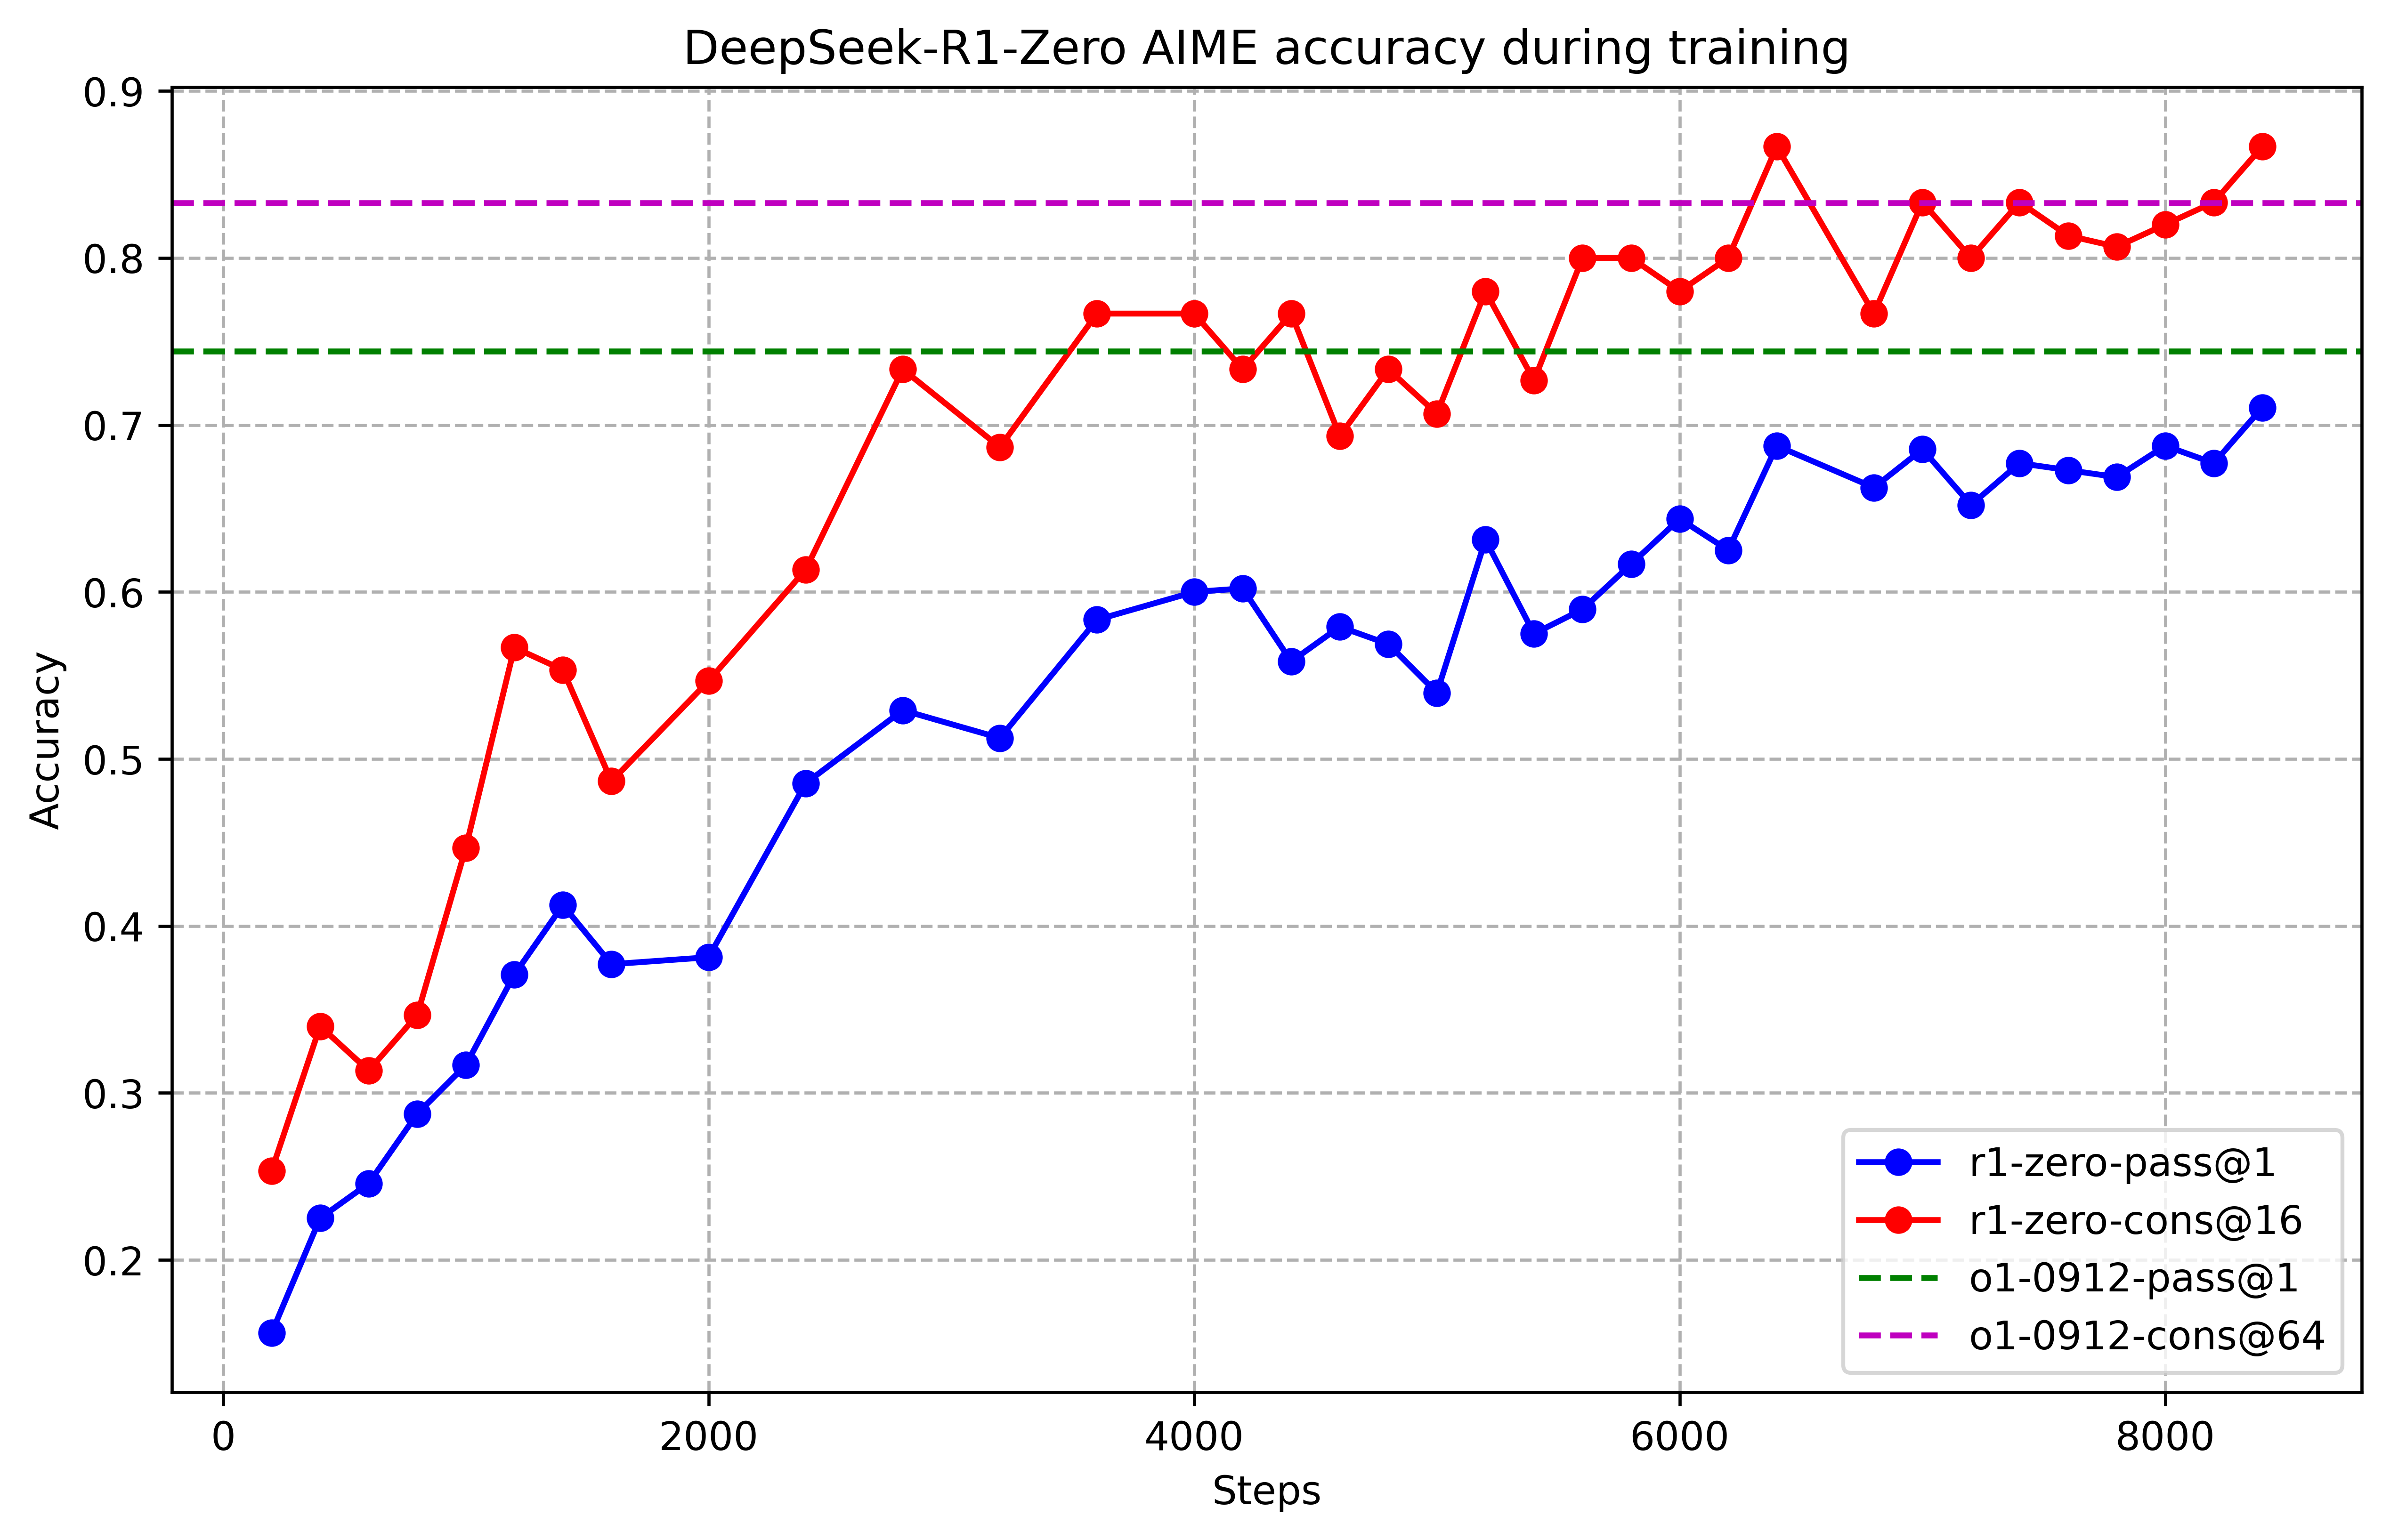 DeepSeek-R1-Zero AIME accuracy during training
0.9
0.8
0.7
0.6
0.5
0.4
0.3
0.2
Accuracy
0
2000
4000
6000
8000
Steps
r1-zero-pass@1
r1-zero-cons@16
o1-0912-pass@1
o1-0912-cons@64